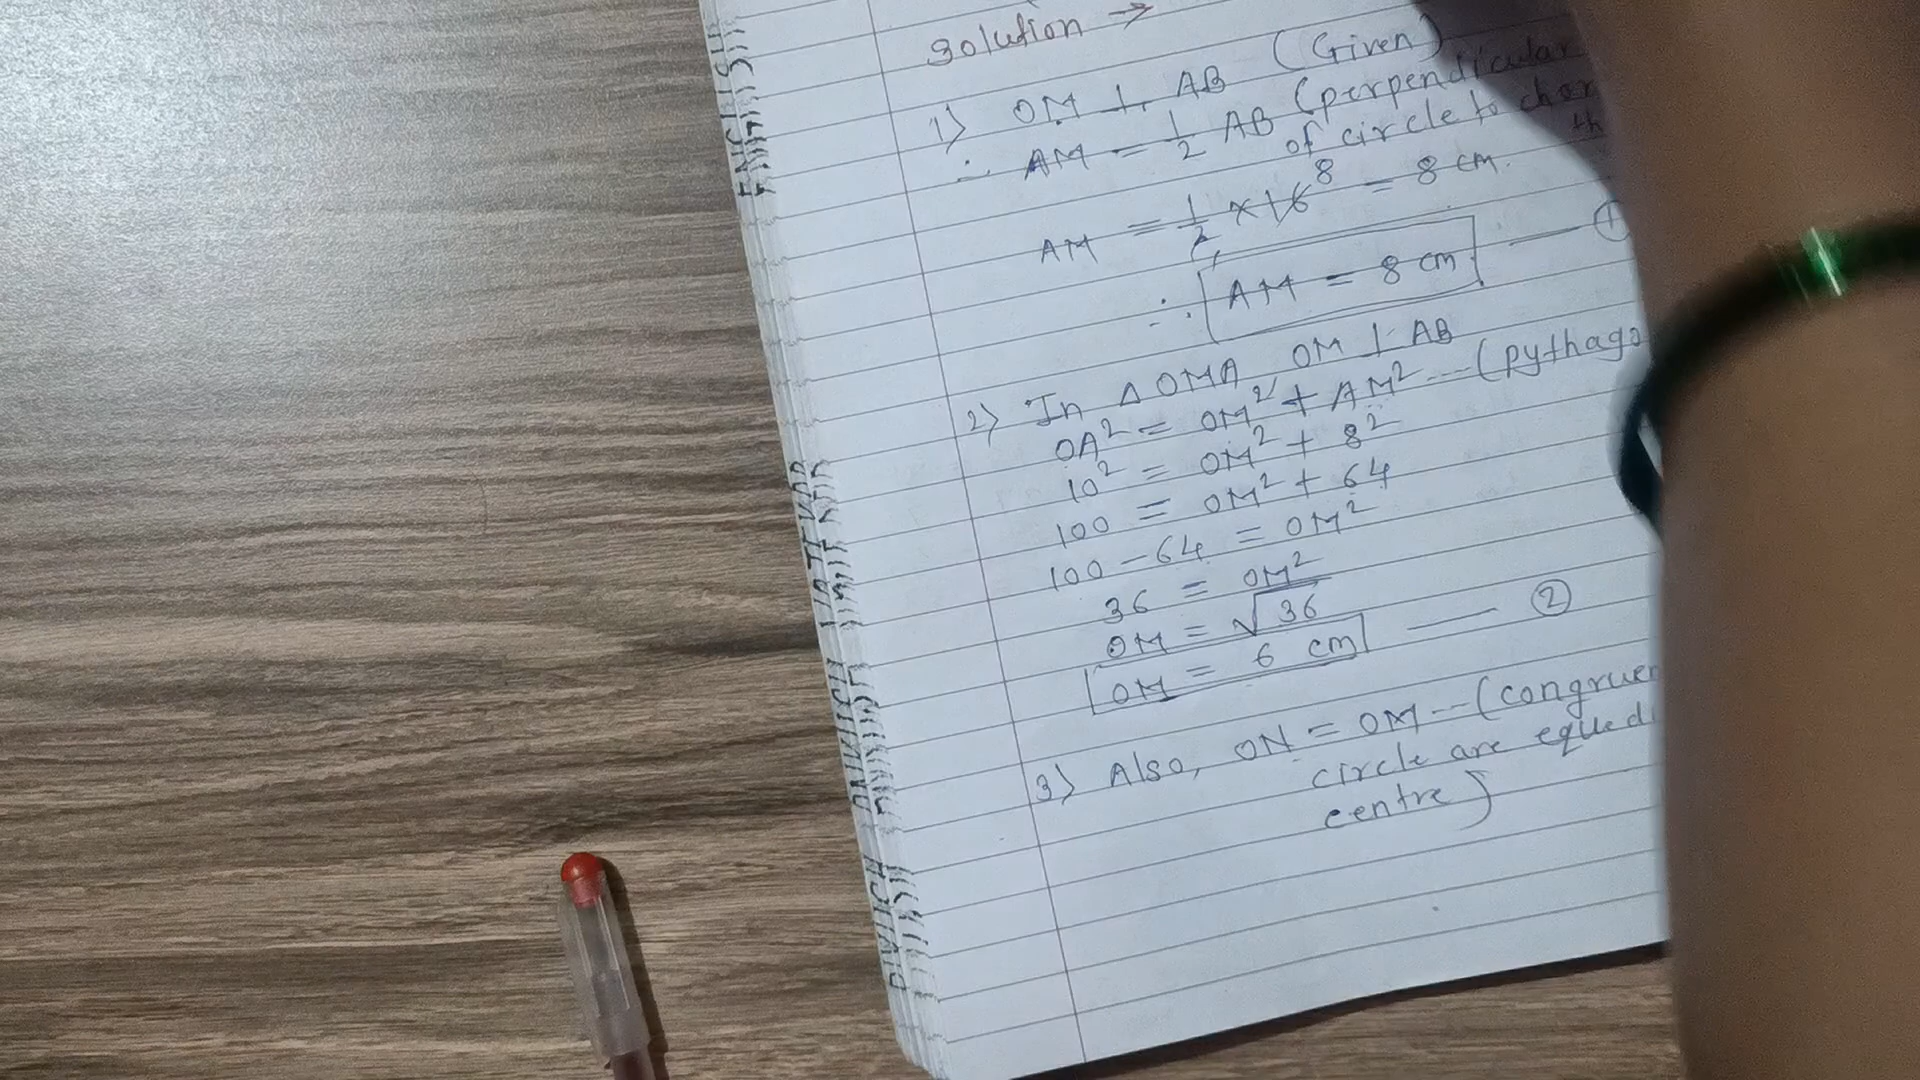 Solution →
1) OM ⊥ AB (Given)
∴ AM = 1/2 AB (perpendicular
of circle to chor
th
AM = 1/2 × 16 8 = 8 cm.
∴ AM = 8 cm — 1
2) In △OMA OM ⊥ AB
OA² = OM² + AM² --- (pythago
10² = OM² + 8²
100 = OM² + 64
100 - 64 = OM²
36 = OM²
OM = √36
OM = 6 cm — 2
3) Also, ON = OM -- (congruen
circle are equedi
centre)